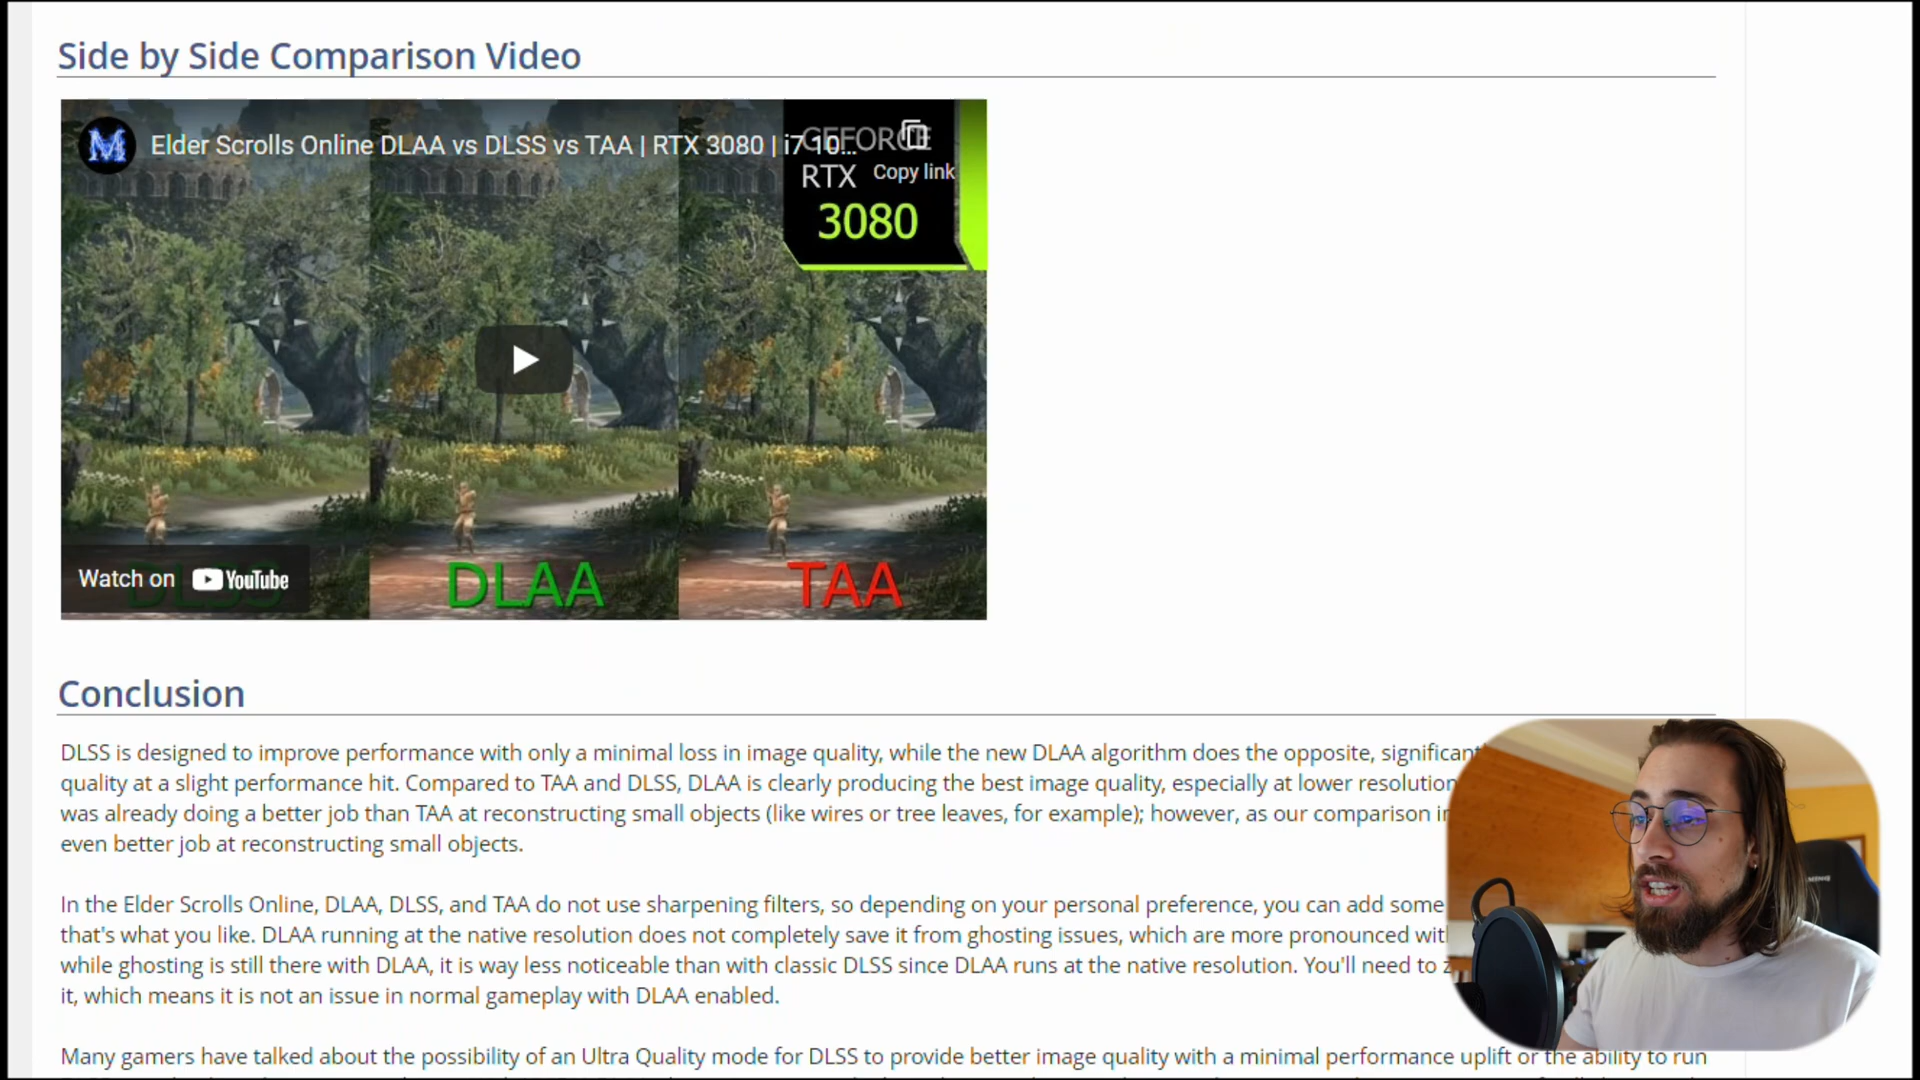 Side by Side Comparison Video
Elder Scrolls Online DLAA vs DLSS vs TAA | RTX 3080 | i7 10...
GEFORCE
RTX
Copy link
3080
Watch on YouTube
DLSS
DLAA
TAA
Conclusion
DLSS is designed to improve performance with only a minimal loss in image quality, while the new DLAA algorithm does the opposite,
quality at a slight performance hit. Compared to TAA and DLSS, DLAA is clearly producing the best image quality, especially at lower
was already doing a better job than TAA at reconstructing small objects (like wires or tree leaves, for example); however, as our comparison
even better job at reconstructing small objects.
In the Elder Scrolls Online, DLAA, DLSS, and TAA do not use sharpening filters, so depending on your personal preference, you can add some
that's what you like. DLAA running at the native resolution does not completely save it from ghosting issues, which are more pronounced
while ghosting is still there with DLAA, it is way less noticeable than with classic DLSS since DLAA runs at the native resolution. You'll need to
it, which means it is not an issue in normal gameplay with DLAA enabled.
Many gamers have talked about the possibility of an Ultra Quality mode for DLSS to provide better image quality with a minimal performance uplift or the ability to run